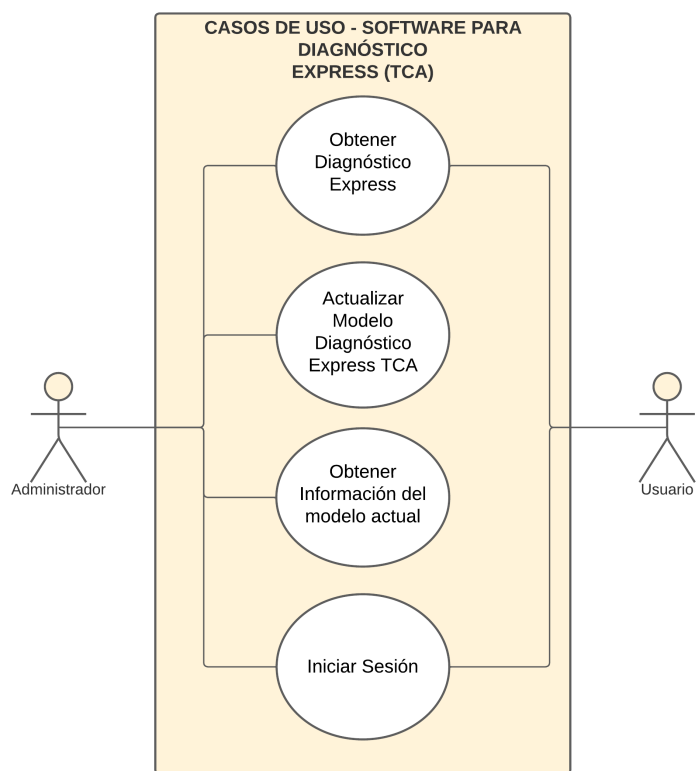 CASOS DE USO - SOFTWARE PARA
DIAGNÓSTICO
EXPRESS (TCA)
Obtener
Diagnóstico
Express
Actualizar
Modelo
Diagnóstico
Express TCA
Administrador
Usuario
Obtener
Información del
modelo actual
Iniciar Sesión